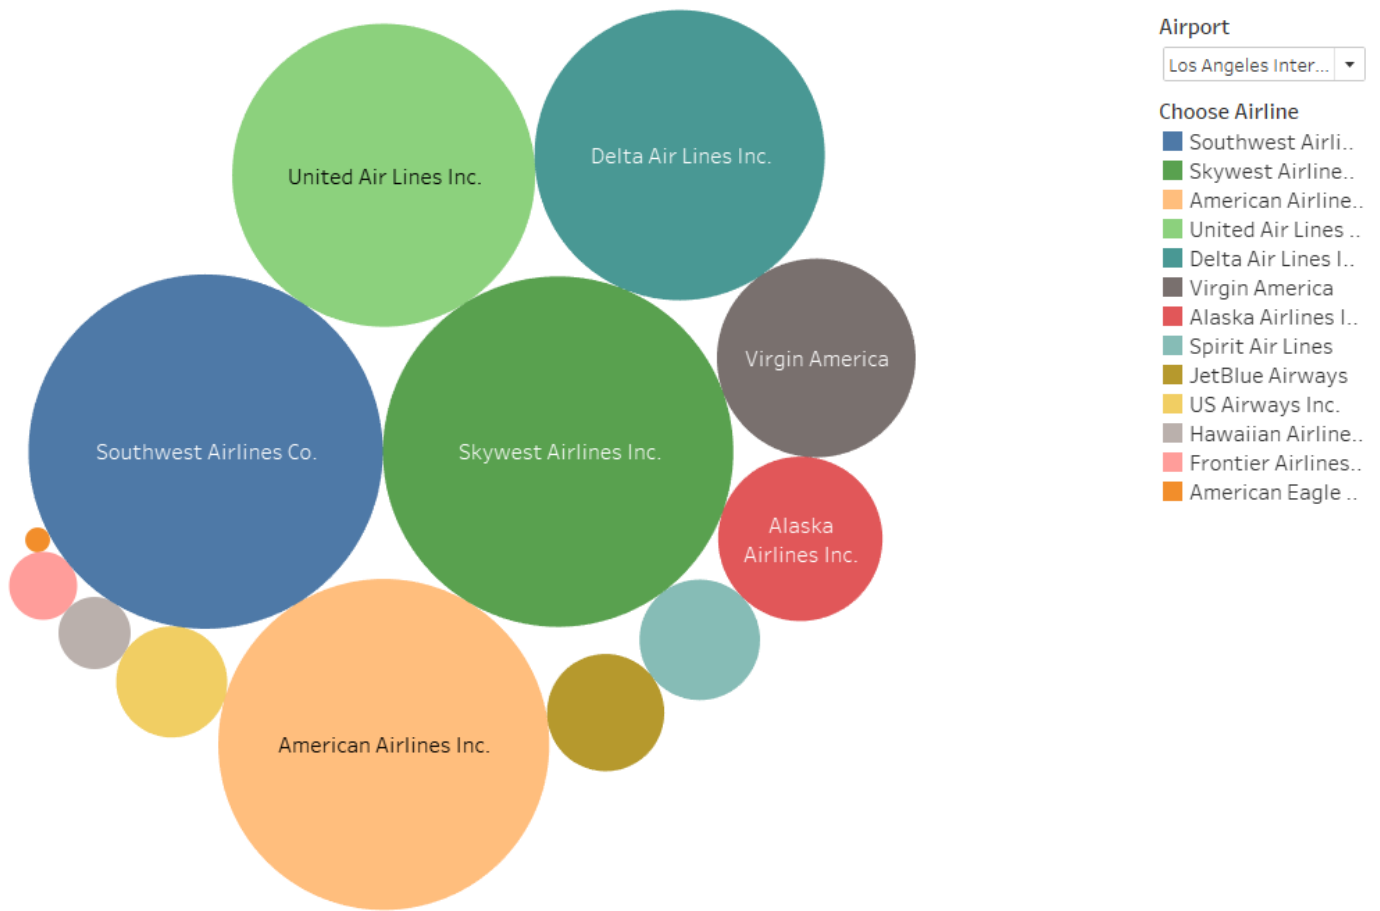 Delta Air Lines Inc.
United Air Lines Inc.
Virgin America
Southwest Airlines Co.
Skywest Airlines Inc.
Alaska
Airlines Inc.
American Airlines Inc.
Airport
Los Angeles Inter...
Choose Airline
Southwest Airli..
Skywest Airline..
American Airline..
United Air Lines ..
Delta Air Lines I..
Virgin America
Alaska Airlines I..
Spirit Air Lines
JetBlue Airways
US Airways Inc.
Hawaiian Airline..
Frontier Airlines..
American Eagle ..